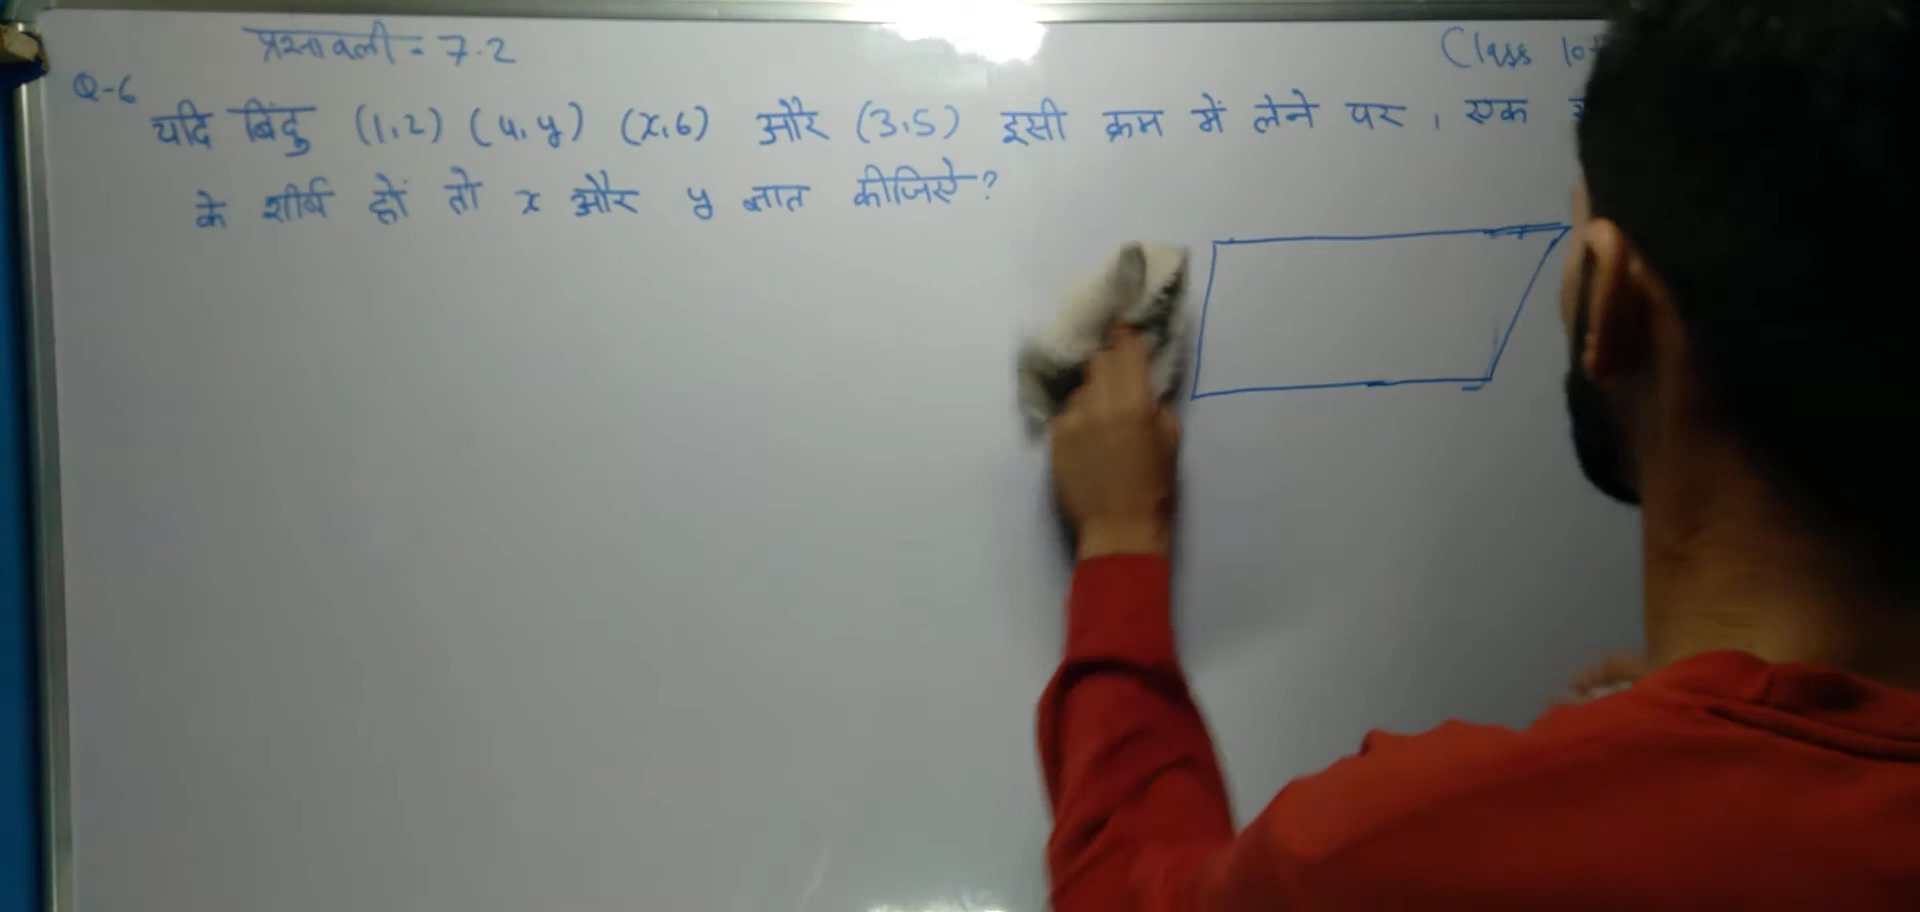 प्रश्नावली = 7.2
Class 10
Q-6
यदि बिंदु (1,2) (4,y) (x,6) और (3,5) इसी क्रम में लेने पर, एक
के शीर्ष हों तो x और y ज्ञात कीजिऐ?